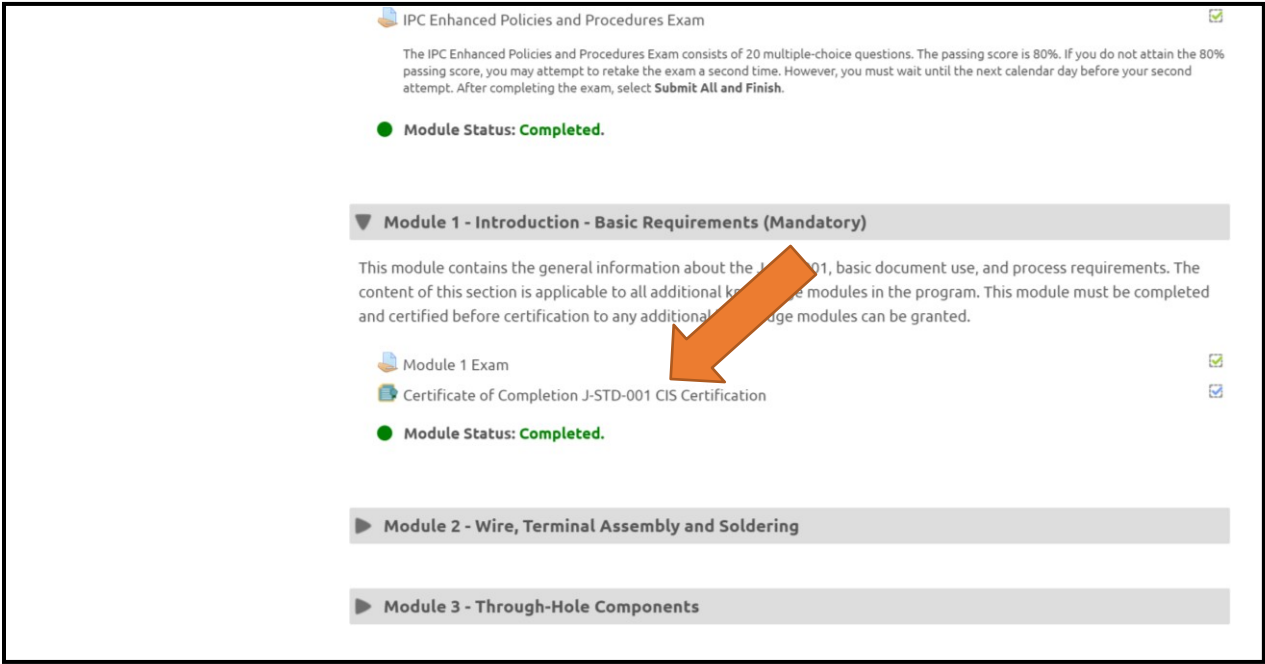 IPC Enhanced Policies and Procedures Exam
The IPC Enhanced Policies and Procedures Exam consists of 20 multiple-choice questions. The passing score is 80%. If you do not attain the 80%
passing score, you may attempt to retake the exam a second time. However, you must wait until the next calendar day before your second
attempt. After completing the exam, select Submit All and Finish.
Module Status: Completed.
Module 1 - Introduction - Basic Requirements (Mandatory)
This module contains the general information about the 01, basic document use, and process requirements. The
content of this section is applicable to all additional modules in the program. This module must be completed
and certified before certification to any additional modules can be granted.
Module 1 Exam
Certificate of Completion J-STD-001 CIS Certification
Module Status: Completed.
Module 2 - Wire, Terminal Assembly and Soldering
Module 3 - Through-Hole Components